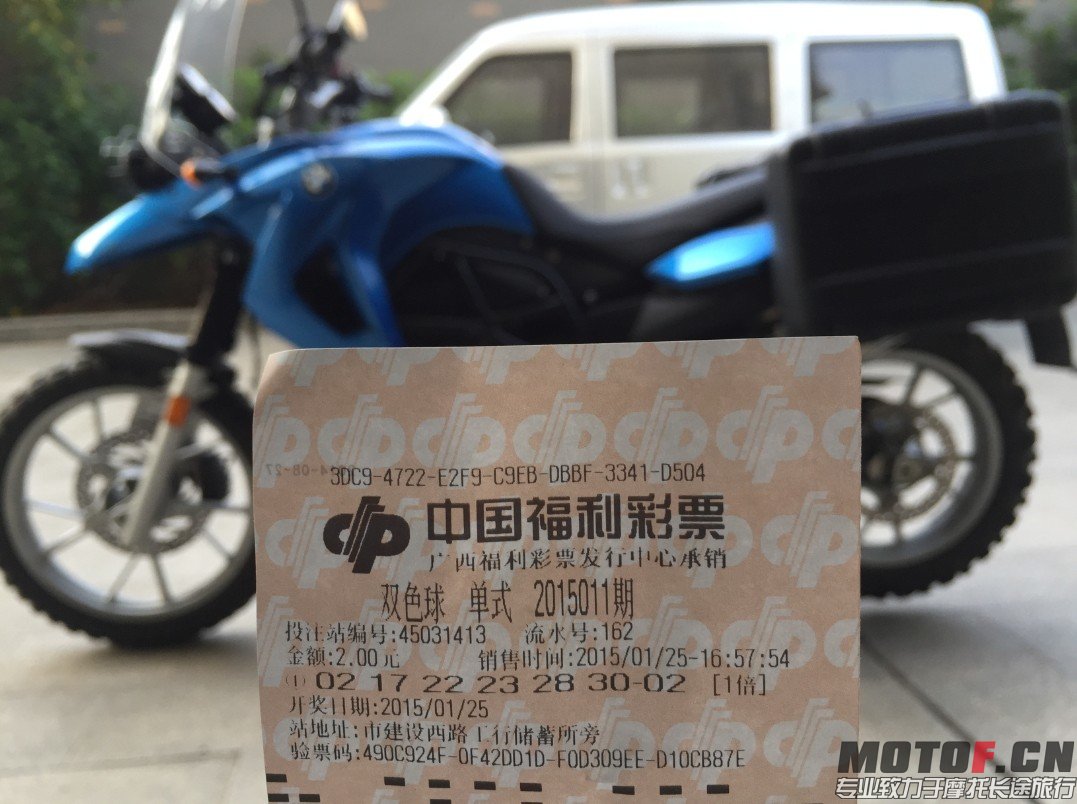 3DC9-4722-E2F9-C9EB-DBBF-3341-D504
中国福利彩票
广西福利彩票发行中心承销
双色球 单式 2015011期
投注站编号:45031413 流水号:162
金额:2.00元 销售时间:2015/01/25-16:57:54
(1) 02 17 22 23 28 30-02 [1倍]
开奖日期:2015/01/25
站地址:市建设西路工行储蓄所旁
验票码:490C924F-0F42DD1D-F0D309EE-D10CB87E
MOTOF.CN
专业致力于摩托长途旅行